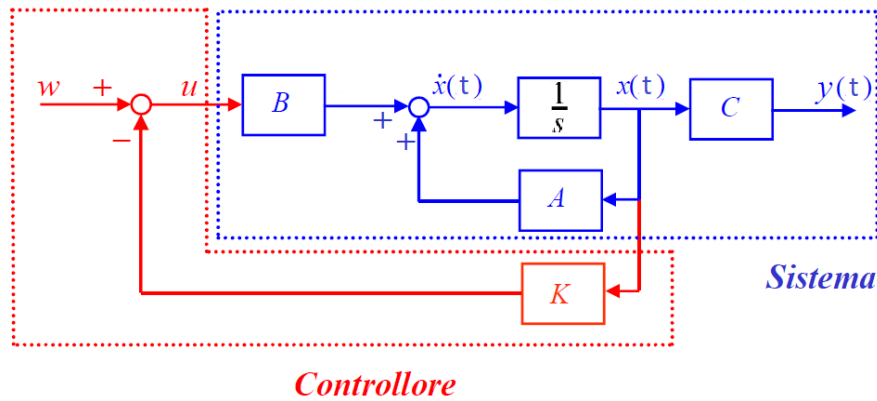 w
+
−
u
B
+
+
ẋ(t)
1
s
x(t)
C
y(t)
A
K
Sistema
Controllore